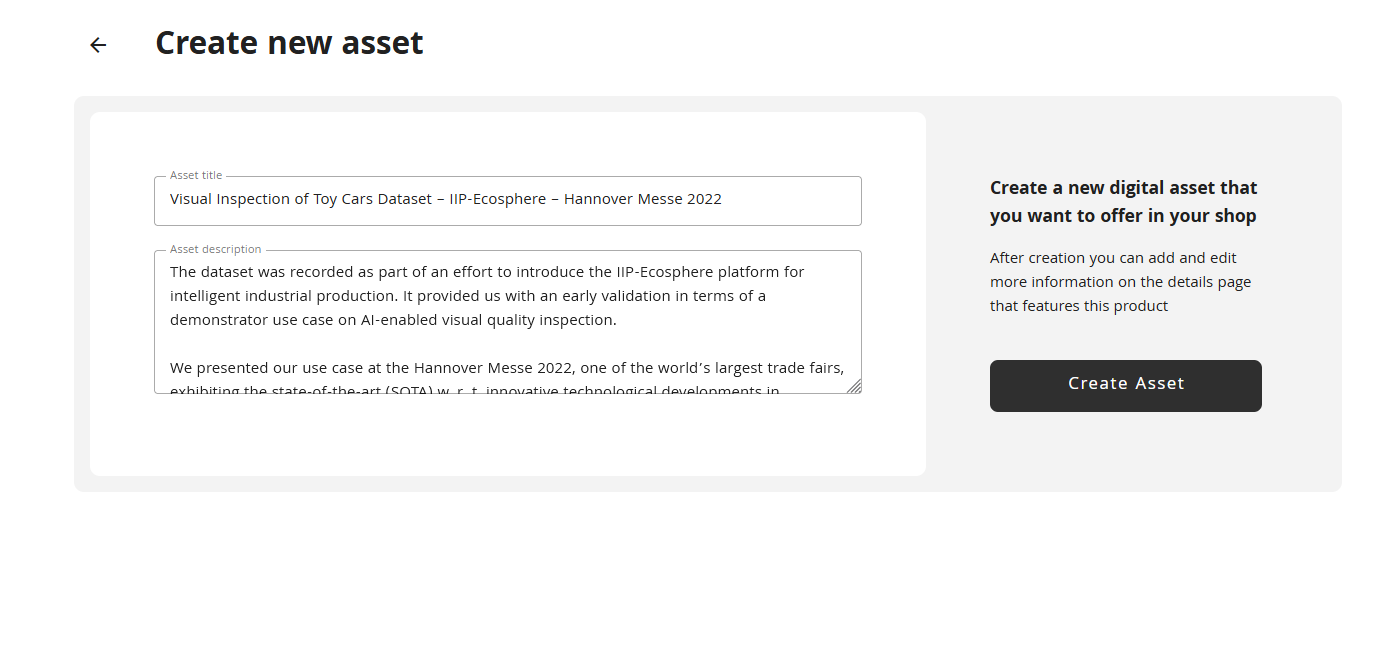 Create new asset
Asset title
Visual Inspection of Toy Cars Dataset – IIP-Ecosphere – Hannover Messe 2022
Asset description
The dataset was recorded as part of an effort to introduce the IIP-Ecosphere platform for
intelligent industrial production. It provided us with an early validation in terms of a
demonstrator use case on AI-enabled visual quality inspection.
We presented our use case at the Hannover Messe 2022, one of the world’s largest trade fairs,
exhibiting the state-of-the-art (SOTA) w. r. t. innovative technological developments in
Create a new digital asset that
you want to offer in your shop
After creation you can add and edit
more information on the details page
that features this product
Create Asset